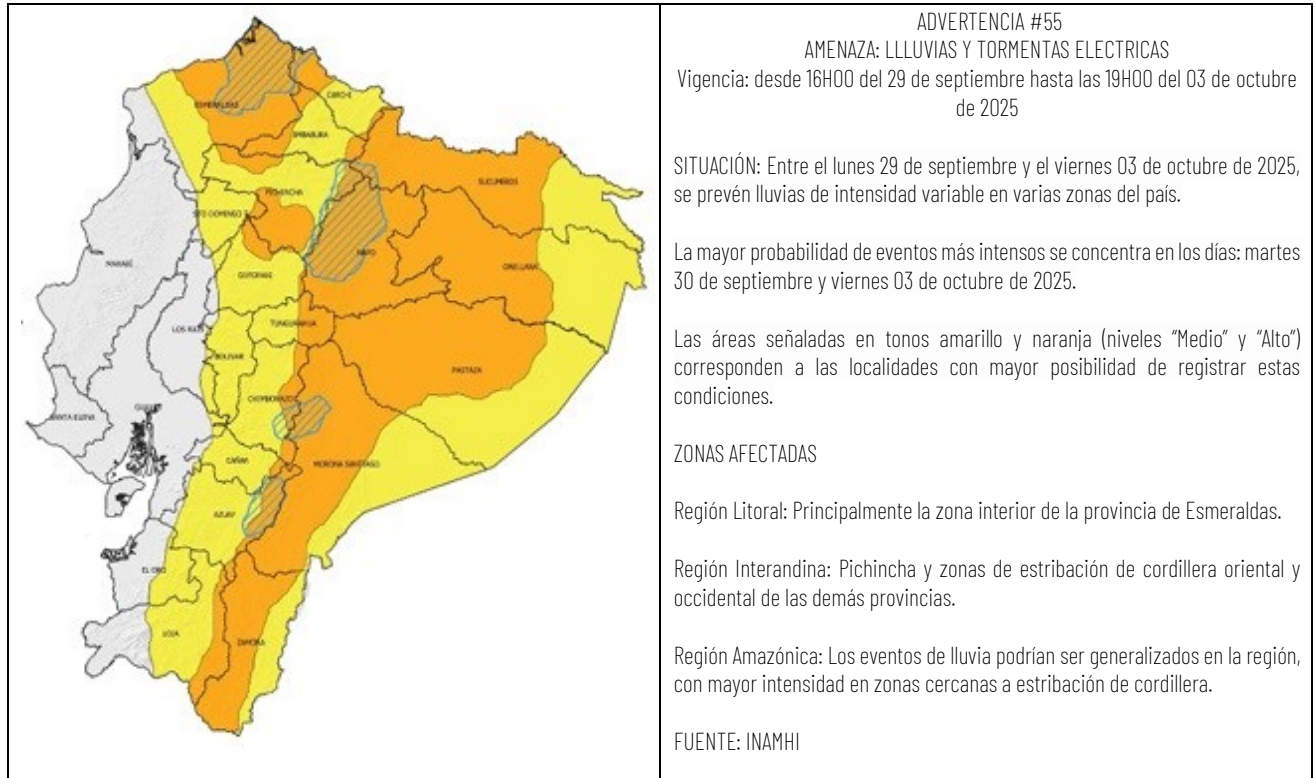 ESMERALDAS
CARCHI
IMBABURA
SUCUMBIOS
PICHINCHA
STO DOMINGO
MANABÍ
NAPO
ORELLANA
COTOPAXI
LOS RIOS
TUNGURAHUA
BOLIVAR
PASTAZA
CHIMBORAZO
SANTA ELENA
GUAYAS
CAÑAR
MORONA SANTIAGO
AZUAY
EL ORO
LOJA
ZAMORA
ADVERTENCIA #55
AMENAZA: LLLUVIAS Y TORMENTAS ELECTRICAS
Vigencia: desde 16H00 del 29 de septiembre hasta las 19H00 del 03 de octubre
de 2025
SITUACIÓN: Entre el lunes 29 de septiembre y el viernes 03 de octubre de 2025,
se prevén lluvias de intensidad variable en varias zonas del país.
La mayor probabilidad de eventos más intensos se concentra en los días: martes
30 de septiembre y viernes 03 de octubre de 2025.
Las áreas señaladas en tonos amarillo y naranja (niveles “Medio” y “Alto”)
corresponden a las localidades con mayor posibilidad de registrar estas
condiciones.
ZONAS AFECTADAS
Región Litoral: Principalmente la zona interior de la provincia de Esmeraldas.
Región Interandina: Pichincha y zonas de estribación de cordillera oriental y
occidental de las demás provincias.
Región Amazónica: Los eventos de lluvia podrían ser generalizados en la región,
con mayor intensidad en zonas cercanas a estribación de cordillera.
FUENTE: INAMHI